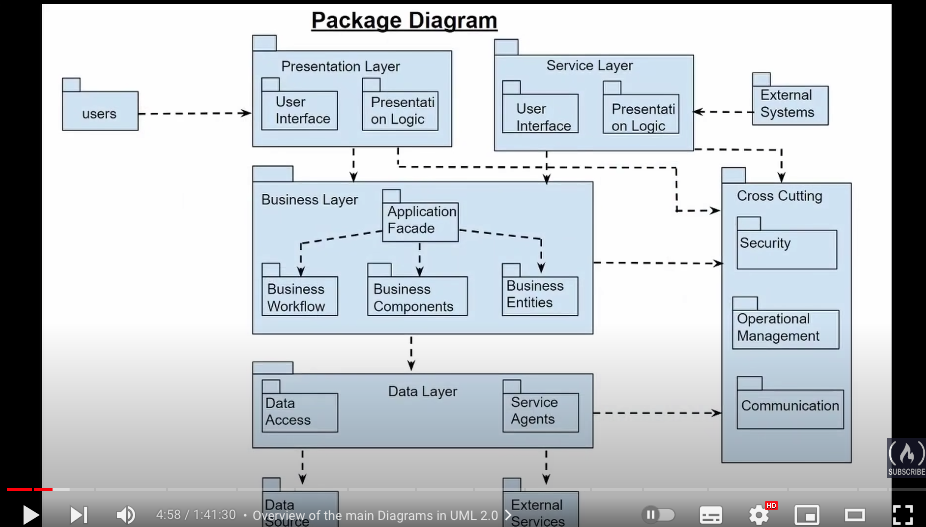 Package Diagram
Presentation Layer
Service Layer
users
User
Interface
Presentati
on Logic
User
Interface
Presentati
on Logic
External
Systems
Business Layer
Application
Facade
Cross Cutting
Security
Business
Workflow
Business
Components
Business
Entities
Operational
Management
Data Layer
Data
Access
Service
Agents
Communication
SUBSCRIBE
Data
Source
External
Services
HD
4:58 / 1:41:30 • Overview of the main Diagrams in UML 2.0